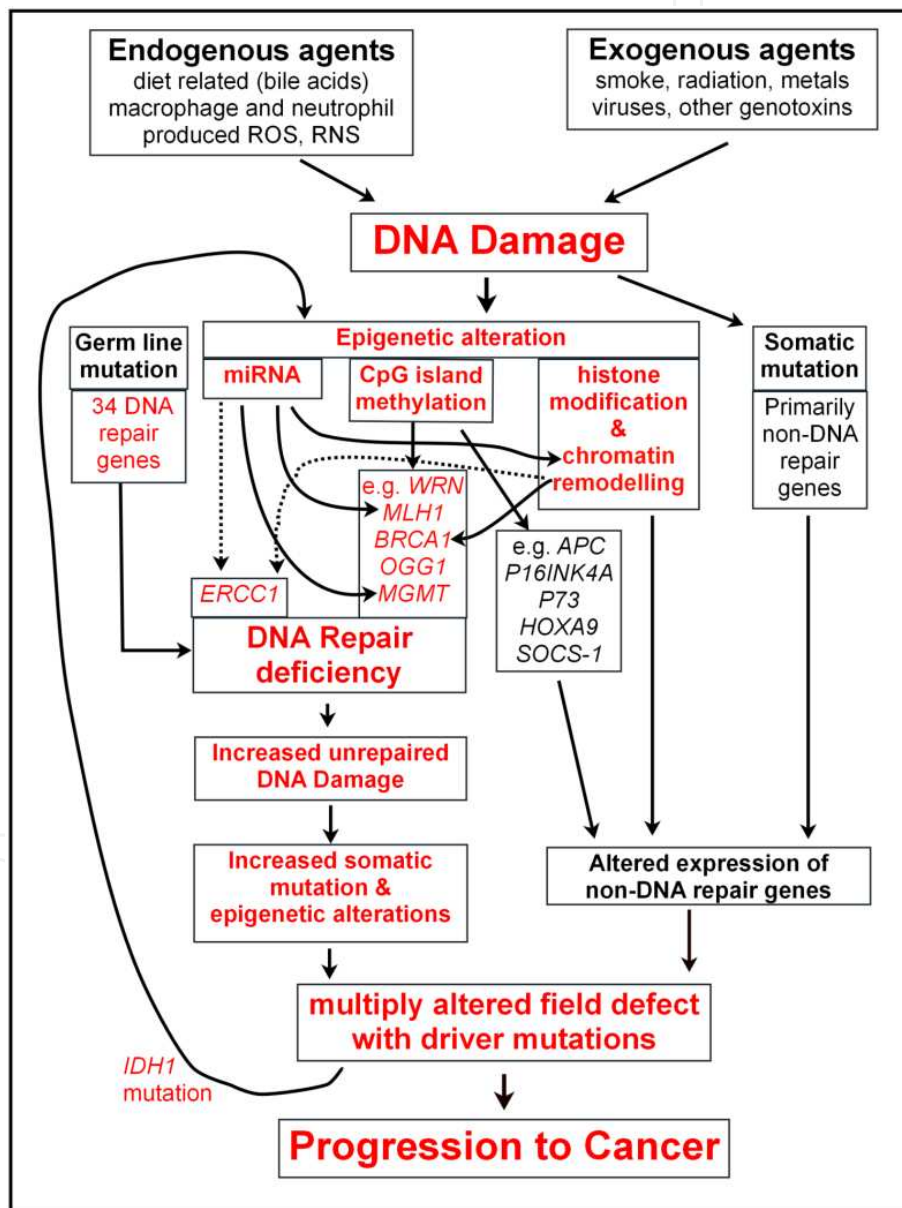 Endogenous agents
diet related (bile acids)
macrophage and neutrophil
produced ROS, RNS
Exogenous agents
smoke, radiation, metals
viruses, other genotoxins
DNA Damage
Epigenetic alteration
Germ line
mutation
34 DNA
repair
genes
miRNA
CpG island
methylation
histone
modification
&
chromatin
remodelling
Somatic
mutation
Primarily
non-DNA
repair
genes
e.g. WRN
MLH1
BRCA1
OGG1
MGMT
e.g. APC
P16INK4A
P73
HOXA9
SOCS-1
ERCC1
DNA Repair
deficiency
Increased unrepaired
DNA Damage
Increased somatic
mutation &
epigenetic alterations
Altered expression of
non-DNA repair genes
multiply altered field defect
with driver mutations
IDH1
mutation
Progression to Cancer